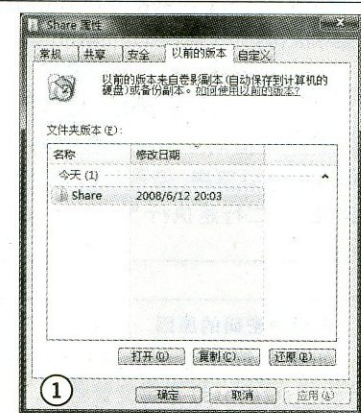 Share 属性
常规 共享 安全 以前的版本 自定义
以前的版本来自卷影副本(自动保存到计算机的
硬盘)或备份副本。如何使用以前的版本?
文件夹版本(F):
名称 修改日期
今天 (1)
Share 2008/6/12 20:03
打开(O) 复制(C)... 还原(R)...
① 确定 取消 应用(A)